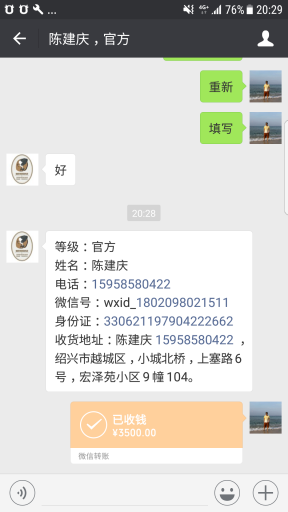 76% 20:29
陈建庆，官方
重新
填写
好
20:28
等级：官方
姓名：陈建庆
电话：15958580422
微信号：wxid_1802098021511
身份证：330621197904222662
收货地址：陈建庆 15958580422 ，
绍兴市越城区，小城北桥，上塞路6
号，宏泽苑小区9幢104。
已收钱
¥3500.00
微信转账